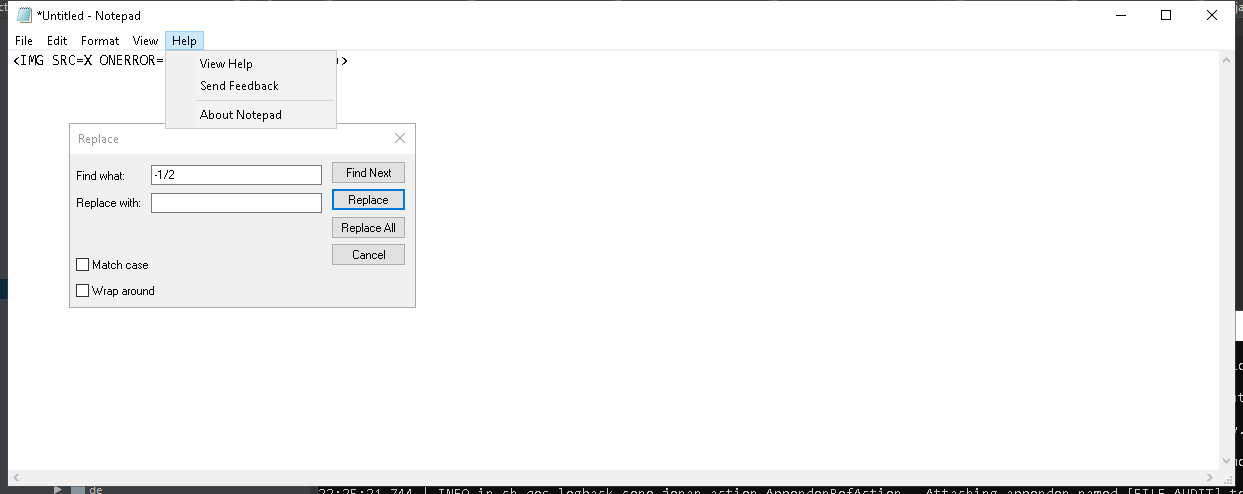 *Untitled - Notepad
File Edit Format View Help
<IMG SRC=X ONERROR=
View Help
Send Feedback
About Notepad
Replace
Find what: -1/2 Find Next
Replace with: Replace
Replace All
Cancel
Match case
Wrap around
de
22:25:21,744 | INFO in ch.qos.logback.core.joran.action.AppenderRefAction - Attaching appender named [FILE_AUDIT] t